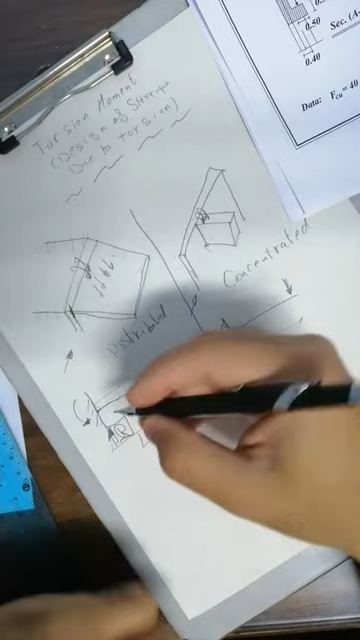 Torsion Moment
(Design of Stirrups
Due to torsion)
Distributed
Concentrated
0.50
0.40
Sec. (A-
Data: Fcu = 40